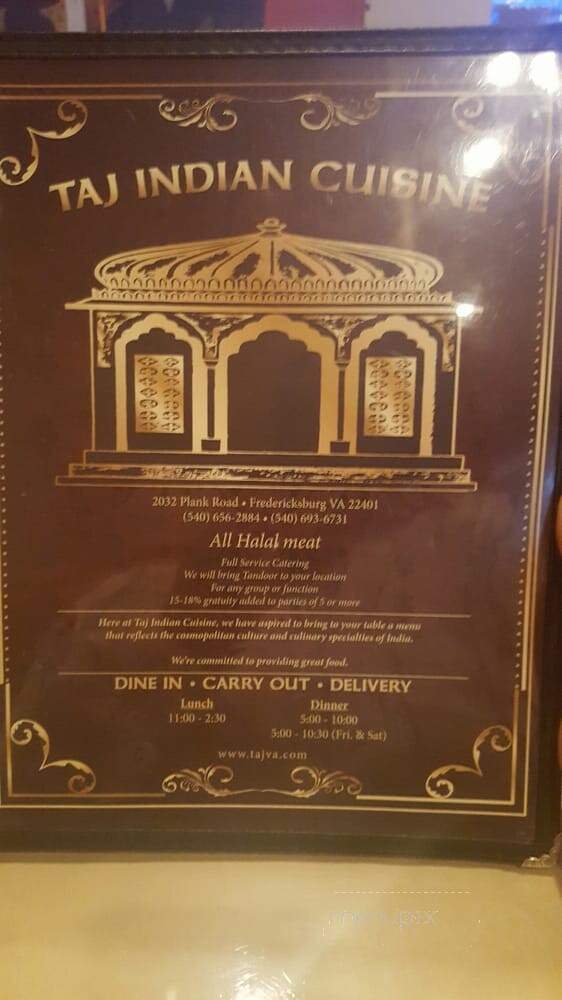 TAJ INDIAN CUISINE
2032 Plank Road • Fredericksburg VA 22401
(540) 656-2884 • (540) 693-6731
All Halal meat
Full Service Catering
We will bring Tandoor to your location
For any group or function
15-18% gratuity added to parties of 5 or more
Here at Taj Indian Cuisine, we have aspired to bring to your table a menu
that reflects the cosmopolitan culture and culinary specialties of India.
We're committed to providing great food.
DINE IN • CARRY OUT • DELIVERY
Lunch Dinner
11:00 - 2:30 5:00 - 10:00
5:00 - 10:30 (Fri. & Sat)
www.tajva.com